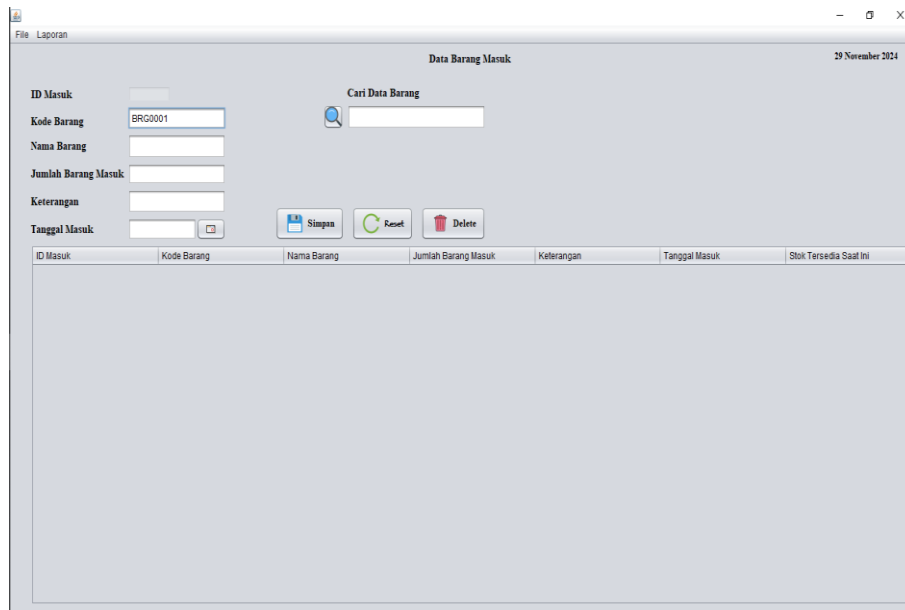 File Laporan
Data Barang Masuk
29 November 2024
ID Masuk
Cari Data Barang
Kode Barang BRG0001
Nama Barang
Jumlah Barang Masuk
Keterangan
Tanggal Masuk
Simpan Reset Delete
ID Masuk Kode Barang Nama Barang Jumlah Barang Masuk Keterangan Tanggal Masuk Stok Tersedia Saat Ini